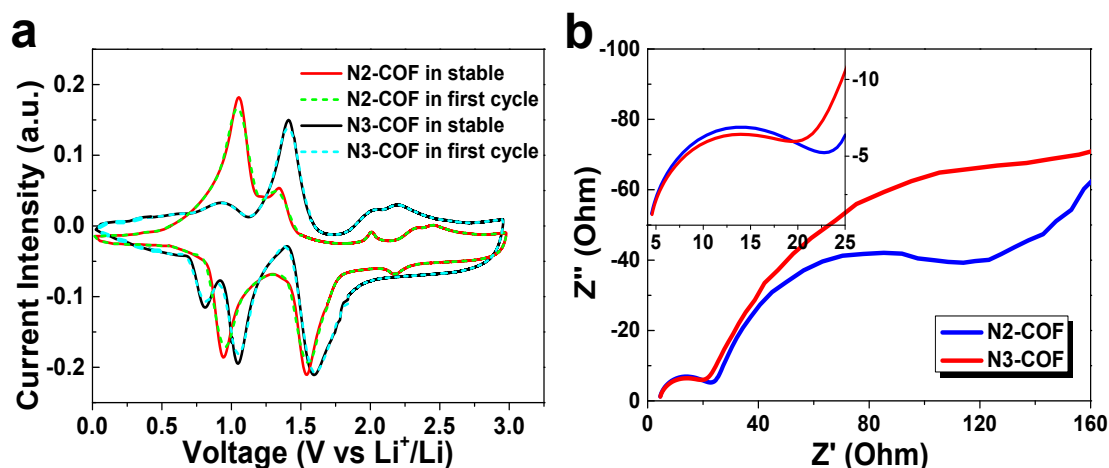 a
0.2
0.1
0.0
-0.1
-0.2
Current Intensity (a.u.)
N2-COF in stable
N2-COF in first cycle
N3-COF in stable
N3-COF in first cycle
0.0 0.5 1.0 1.5 2.0 2.5 3.0
Voltage (V vs Li⁺/Li)
b
-100
-80
-60
-40
-20
0
Z'' (Ohm)
-10
-5
5 10 15 20 25
N2-COF
N3-COF
0 40 80 120 160
Z' (Ohm)